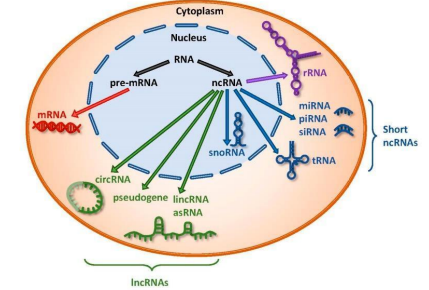 Cytoplasm
Nucleus
RNA
pre-mRNA
ncRNA
rRNA
mRNA
miRNA
piRNA
siRNA
Short
ncRNAs
snoRNA
tRNA
circRNA
pseudogene
lincRNA
asRNA
lncRNAs